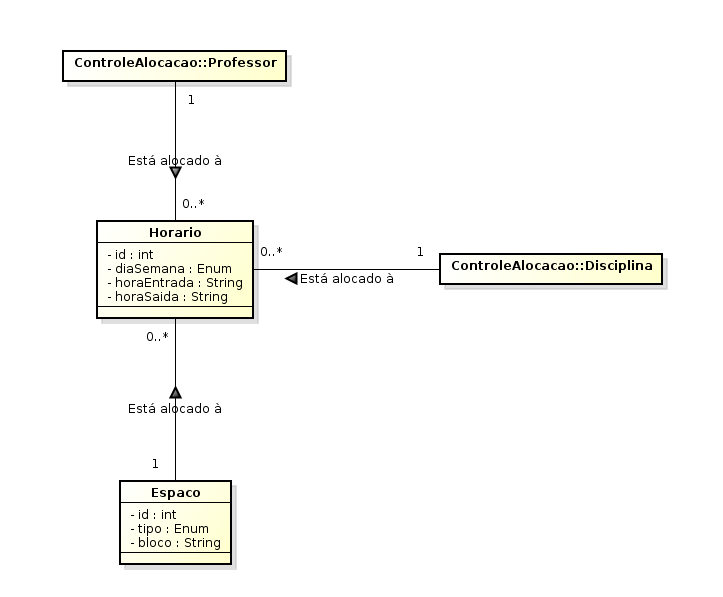 ControleAlocacao::Professor
1
Está alocado à
0..*
Horario
- id : int
- diaSemana : Enum
- horaEntrada : String
- horaSaida : String
0..*
1
Está alocado à
ControleAlocacao::Disciplina
0..*
Está alocado à
1
Espaco
- id : int
- tipo : Enum
- bloco : String